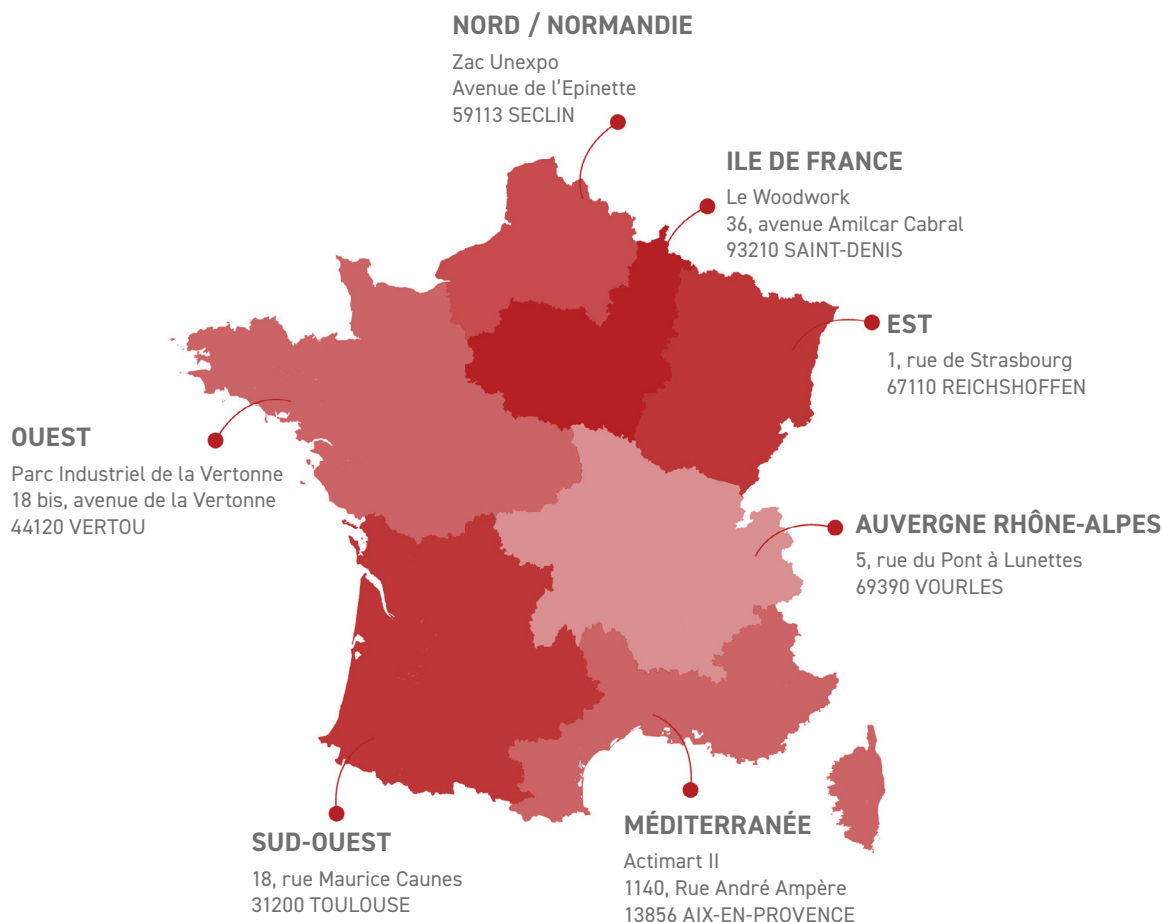 NORD / NORMANDIE
Zac Unexpo
Avenue de l'Epinette
59113 SECLIN
ILE DE FRANCE
Le Woodwork
36, avenue Amilcar Cabral
93210 SAINT-DENIS
EST
1, rue de Strasbourg
67110 REICHSHOFFEN
OUEST
Parc Industriel de la Vertonne
18 bis, avenue de la Vertonne
44120 VERTOU
AUVERGNE RHÔNE-ALPES
5, rue du Pont à Lunettes
69390 VOURLES
SUD-OUEST
18, rue Maurice Caunes
31200 TOULOUSE
MÉDITERRANÉE
Actimart II
1140, Rue André Ampère
13856 AIX-EN-PROVENCE